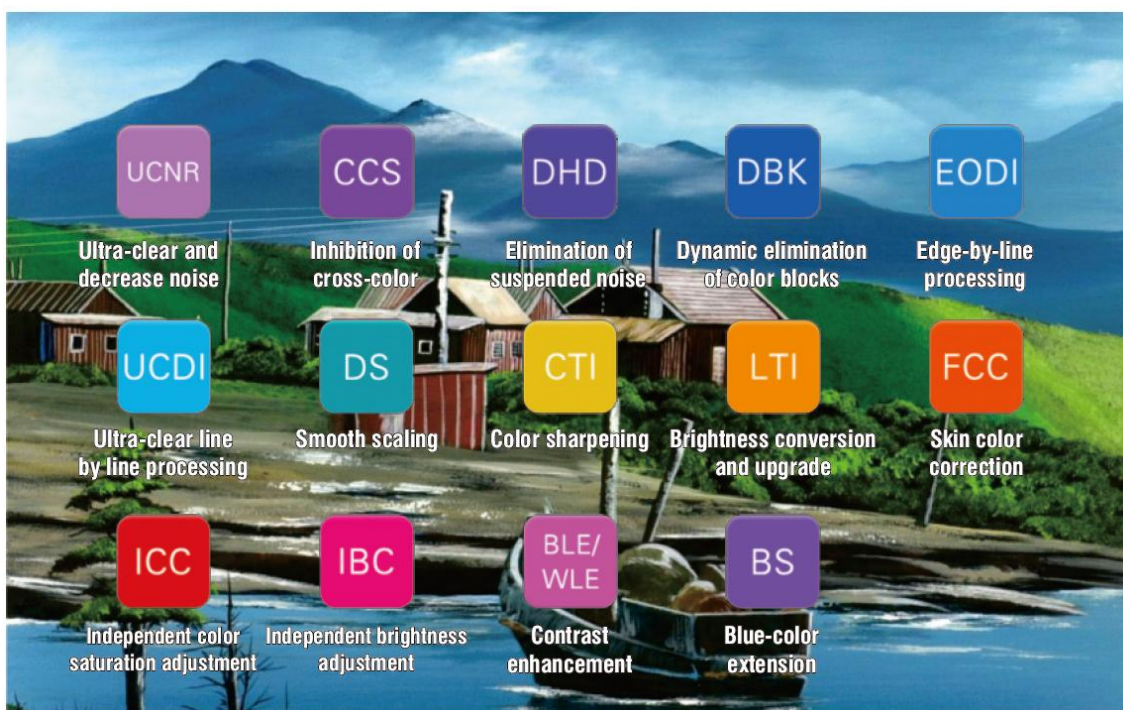 UCNR
CCS
DHD
DBK
EODI
Ultra-clear and
decrease noise
Inhibition of
cross-color
Elimination of
suspended noise
Dynamic elimination
of color blocks
Edge-by-line
processing
UCDI
DS
CTI
LTI
FCC
Ultra-clear line
by line processing
Smooth scaling
Color sharpening
Brightness conversion
and upgrade
Skin color
correction
ICC
IBC
BLE/
WLE
BS
Independent color
saturation adjustment
Independent brightness
adjustment
Contrast
enhancement
Blue-color
extension